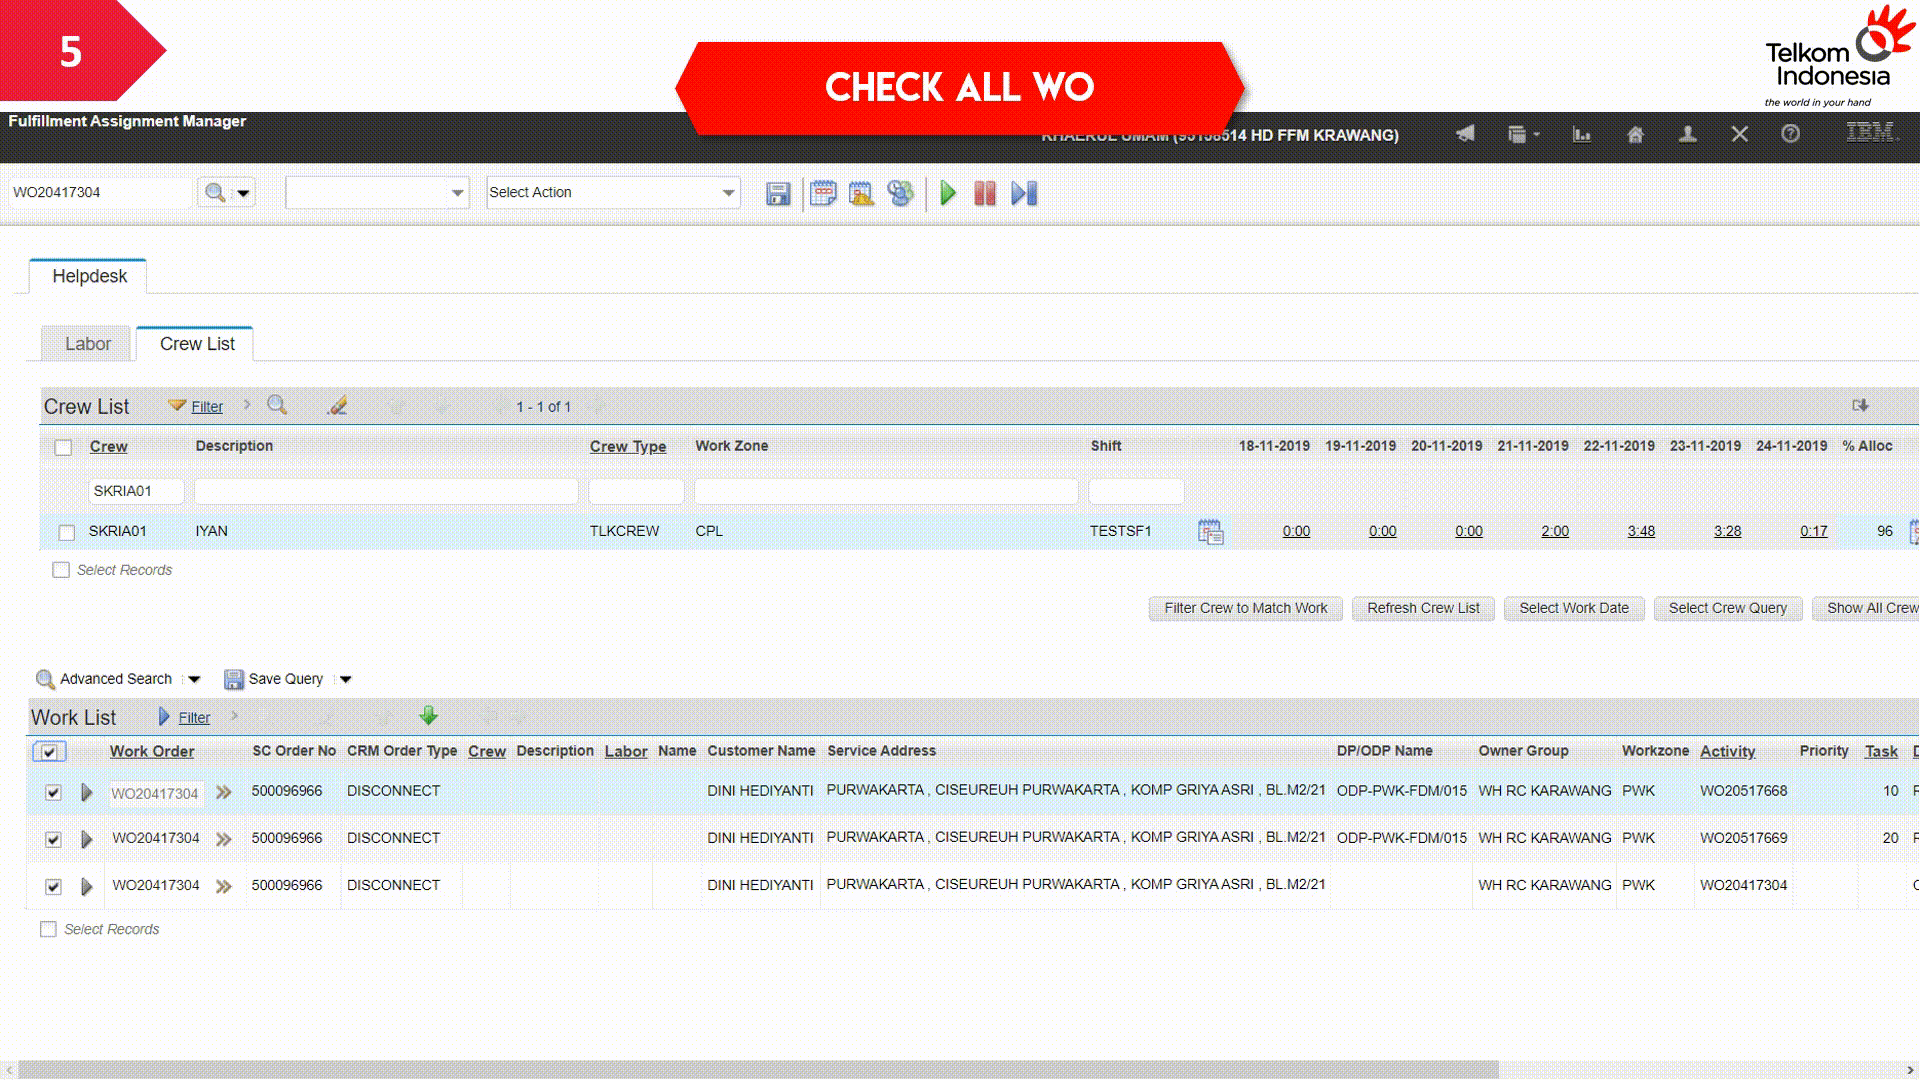 5
CHECK ALL WO
Telkom
Indonesia
the world in your hand
Fulfillment Assignment Manager
KHAERUL UMAM (95158514 HD FFM KRAWANG)
IBM.
WO20417304
Select Action
Helpdesk
Labor
Crew List
Crew List Filter 1 - 1 of 1
Crew Description Crew Type Work Zone Shift 18-11-2019 19-11-2019 20-11-2019 21-11-2019 22-11-2019 23-11-2019 24-11-2019 % Alloc
SKRIA01
SKRIA01 IYAN TLKCREW CPL TESTSF1 0:00 0:00 0:00 2:00 3:48 3:28 0:17 96
Select Records
Filter Crew to Match Work Refresh Crew List Select Work Date Select Crew Query Show All Crew
Advanced Search Save Query
Work List Filter
Work Order SC Order No CRM Order Type Crew Description Labor Name Customer Name Service Address DP/ODP Name Owner Group Workzone Activity Priority Task
WO20417304 500096966 DISCONNECT DINI HEDIYANTI PURWAKARTA , CISEUREUH PURWAKARTA , KOMP GRIYA ASRI , BL.M2/21 ODP-PWK-FDM/015 WH RC KARAWANG PWK WO20517668 10
WO20417304 500096966 DISCONNECT DINI HEDIYANTI PURWAKARTA , CISEUREUH PURWAKARTA , KOMP GRIYA ASRI , BL.M2/21 ODP-PWK-FDM/015 WH RC KARAWANG PWK WO20517669 20
WO20417304 500096966 DISCONNECT DINI HEDIYANTI PURWAKARTA , CISEUREUH PURWAKARTA , KOMP GRIYA ASRI , BL.M2/21 WH RC KARAWANG PWK WO20417304
Select Records